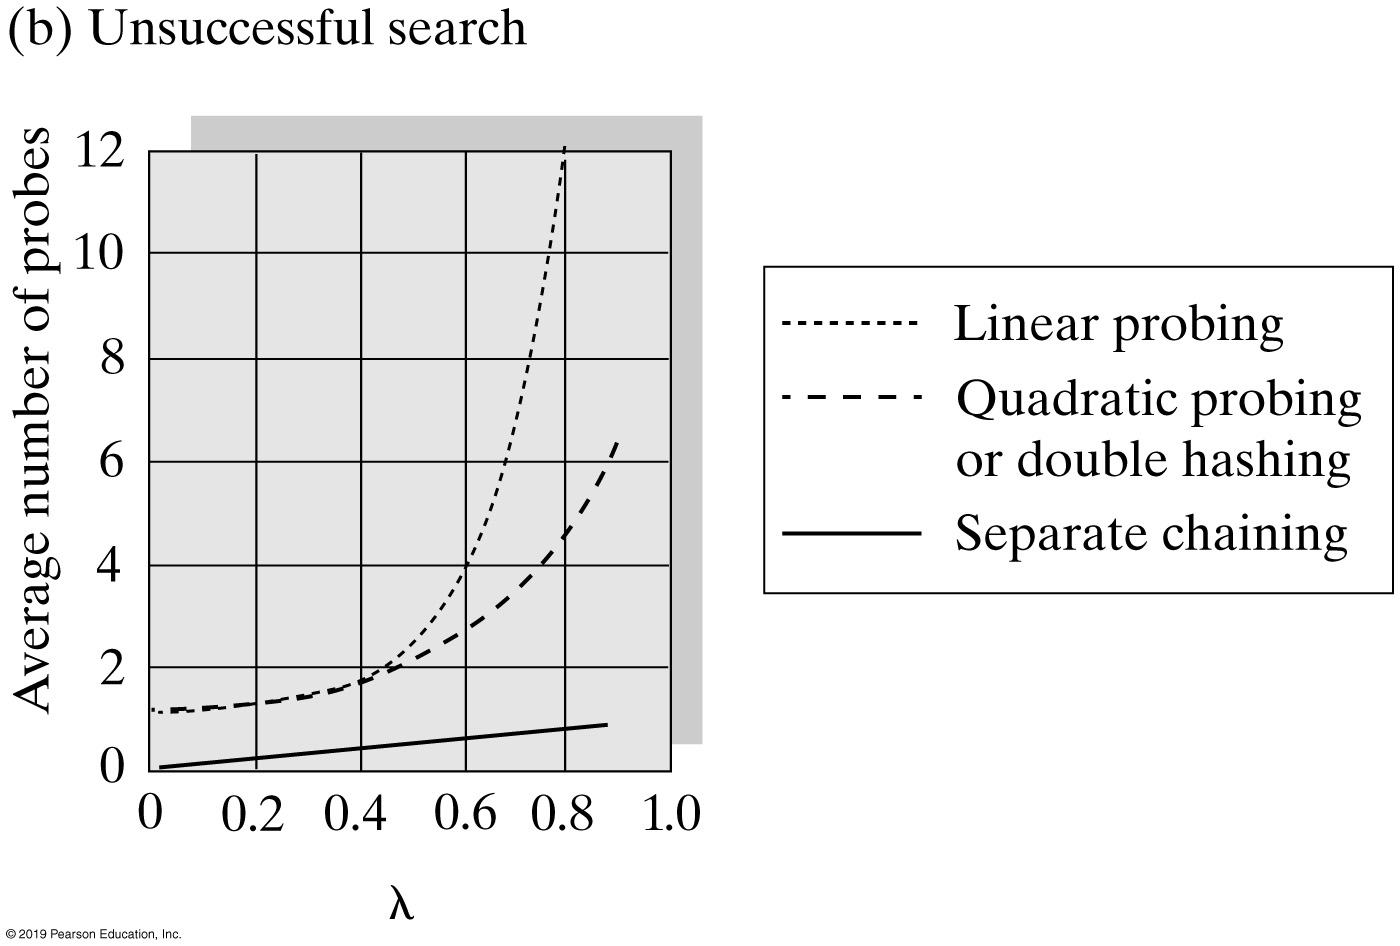 (b) Unsuccessful search
Average number of probes
12
10
8
6
4
2
0
0 0.2 0.4 0.6 0.8 1.0
λ
Linear probing
Quadratic probing
or double hashing
Separate chaining
© 2019 Pearson Education, Inc.